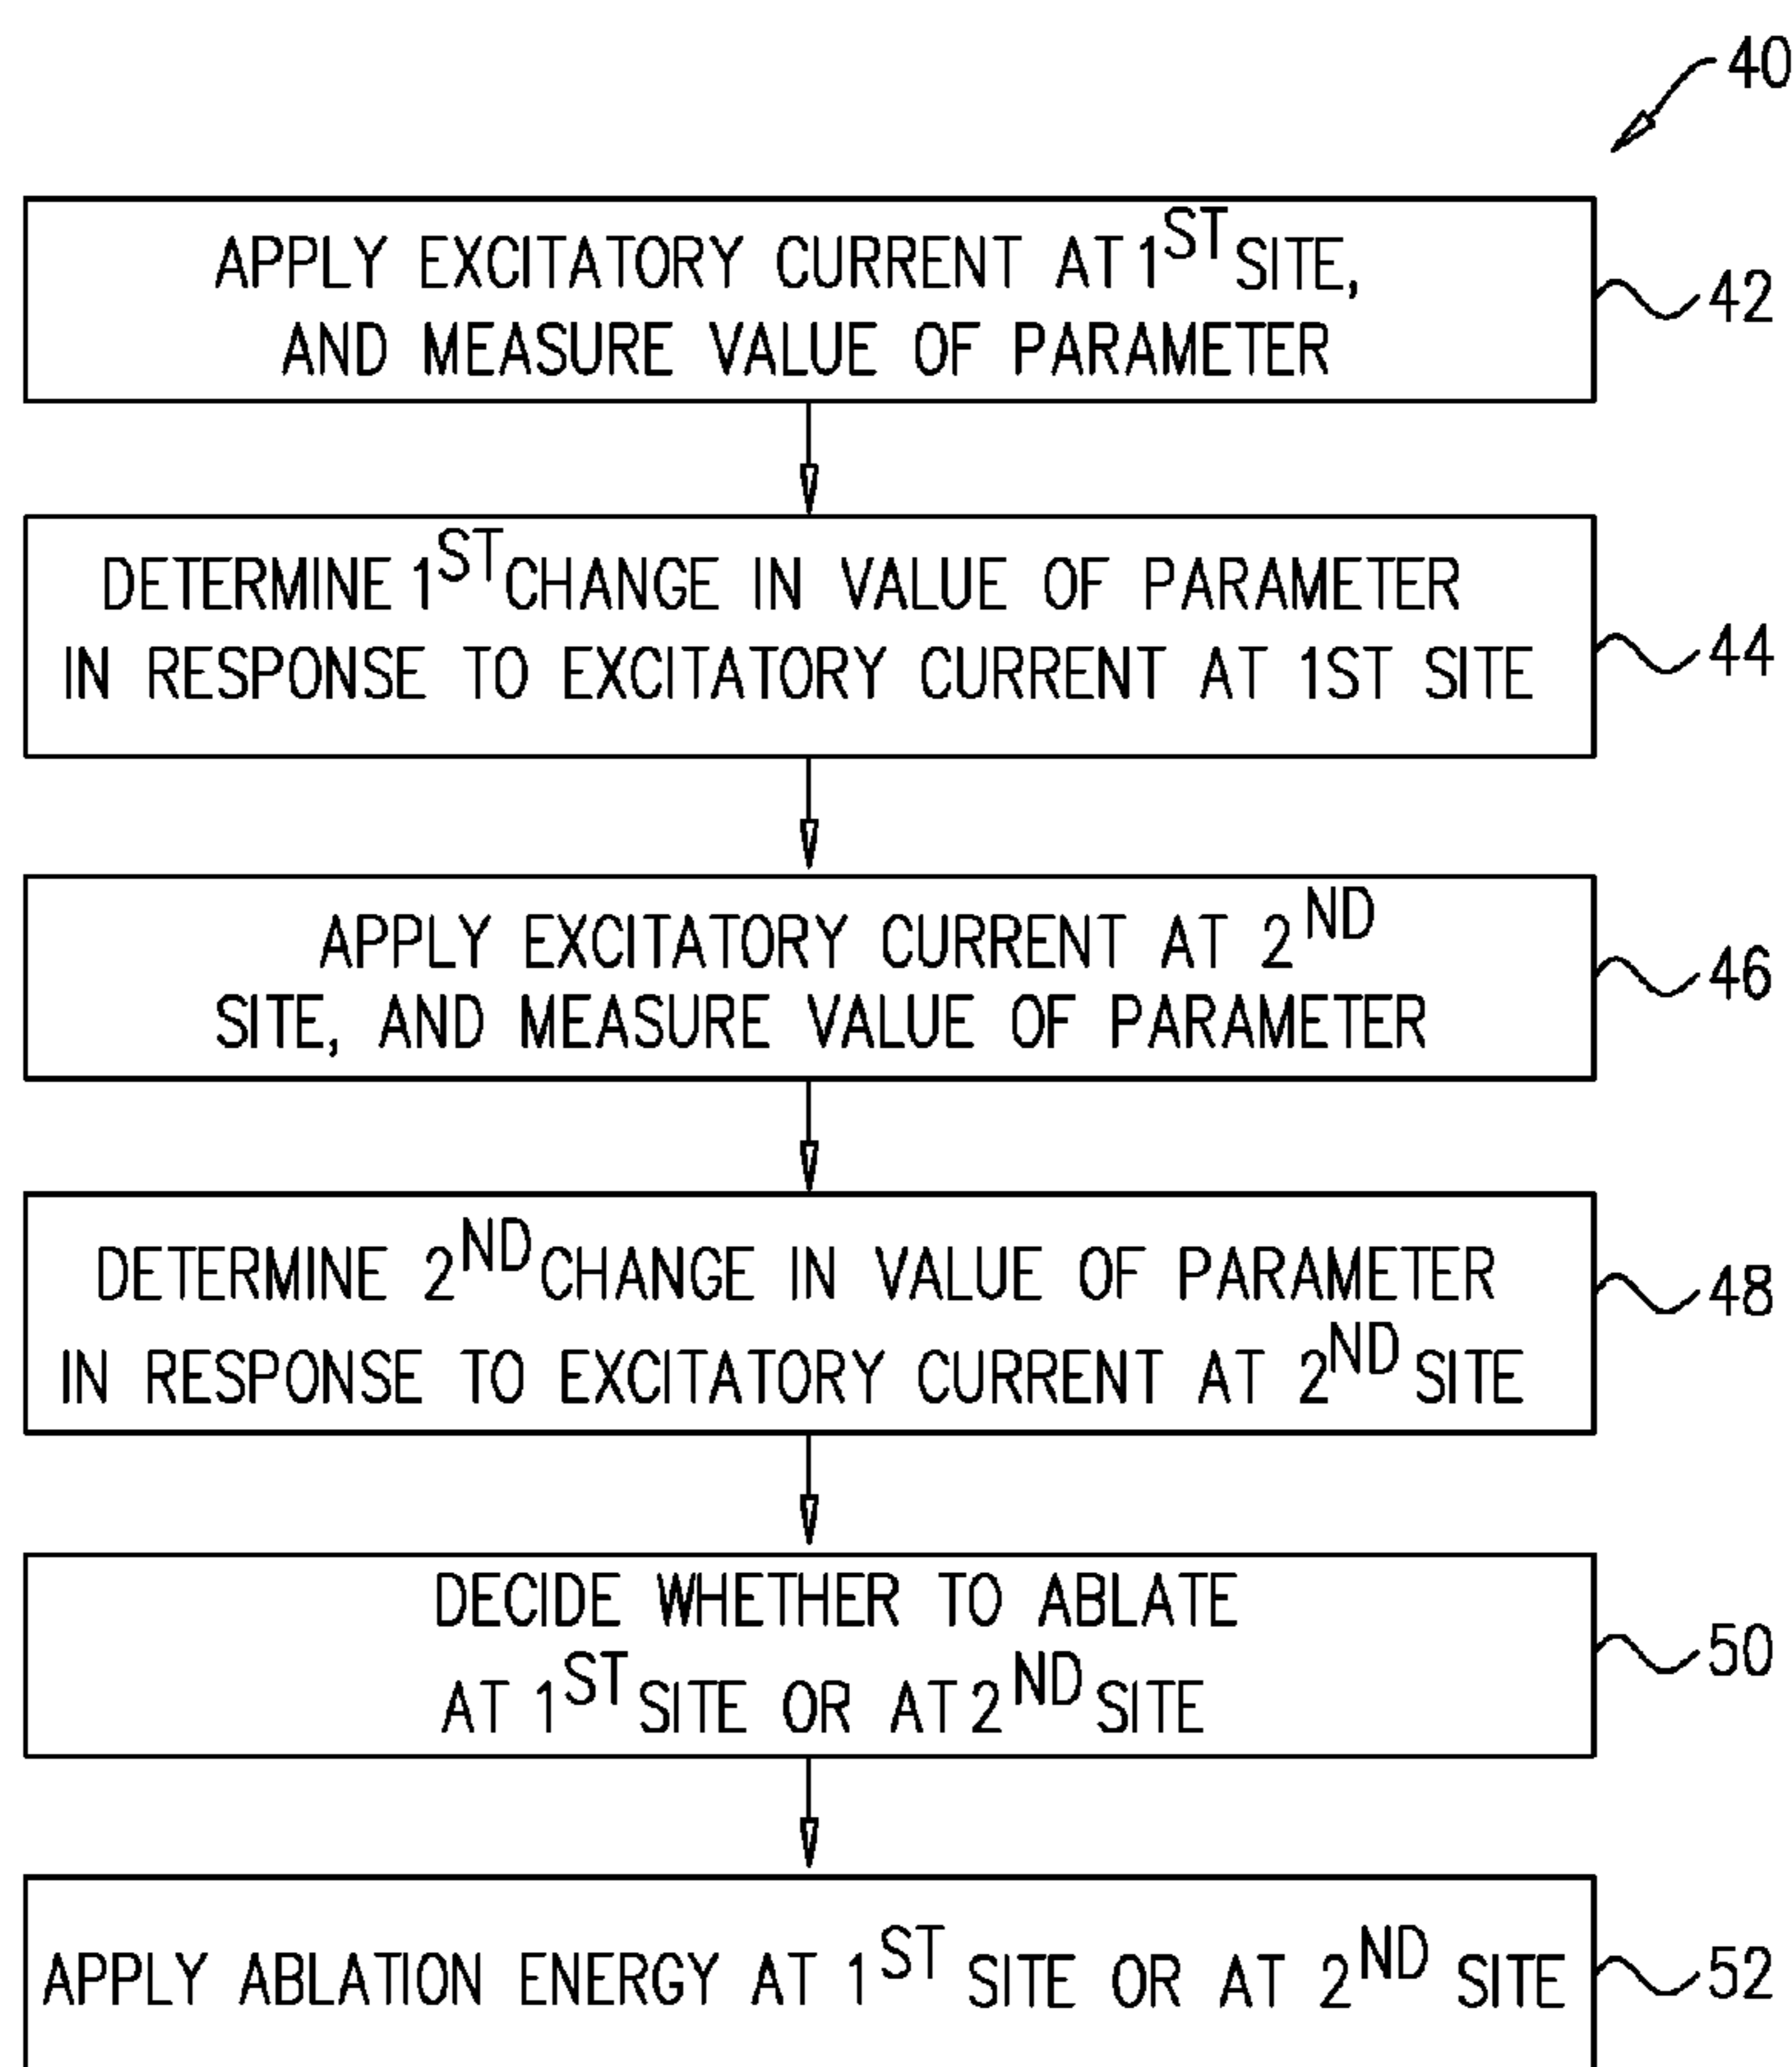 40
APPLY EXCITATORY CURRENT AT 1ST SITE,
AND MEASURE VALUE OF PARAMETER
42
DETERMINE 1ST CHANGE IN VALUE OF PARAMETER
IN RESPONSE TO EXCITATORY CURRENT AT 1ST SITE
44
APPLY EXCITATORY CURRENT AT 2ND
SITE, AND MEASURE VALUE OF PARAMETER
46
DETERMINE 2ND CHANGE IN VALUE OF PARAMETER
IN RESPONSE TO EXCITATORY CURRENT AT 2ND SITE
48
DECIDE WHETHER TO ABLATE
AT 1ST SITE OR AT 2ND SITE
50
APPLY ABLATION ENERGY AT 1ST SITE OR AT 2ND SITE
52